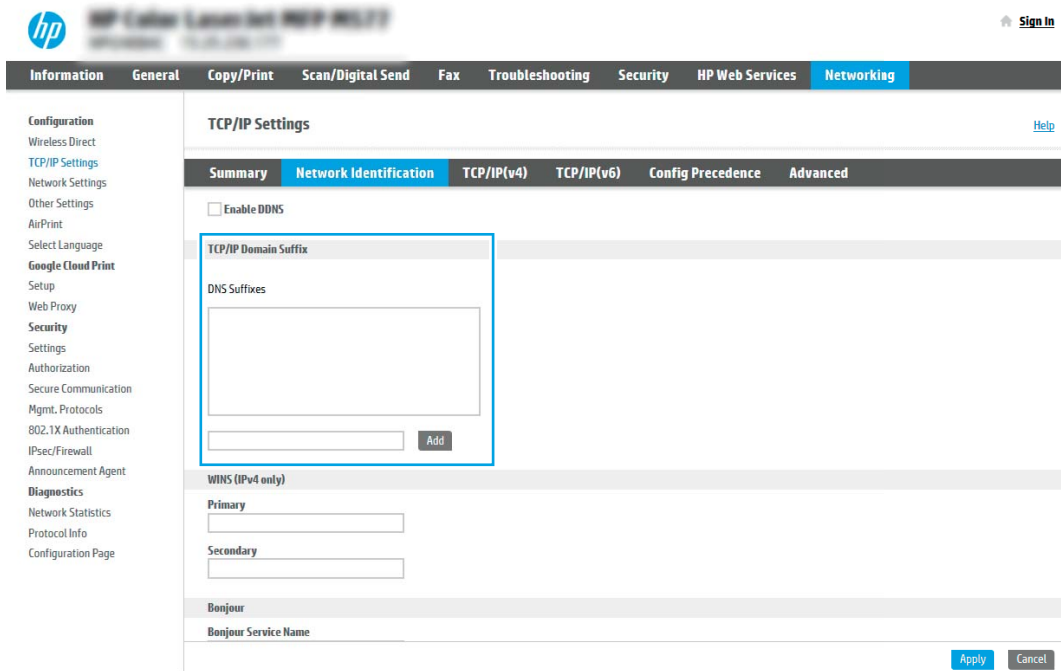 hp
Sign In
Information General Copy/Print Scan/Digital Send Fax Troubleshooting Security HP Web Services Networking
Configuration
Wireless Direct
TCP/IP Settings
Network Settings
Other Settings
AirPrint
Select Language
Google Cloud Print
Setup
Web Proxy
Security
Settings
Authorization
Secure Communication
Mgmt. Protocols
802.1X Authentication
IPsec/Firewall
Announcement Agent
Diagnostics
Network Statistics
Protocol Info
Configuration Page
TCP/IP Settings
Help
Summary Network Identification TCP/IP(v4) TCP/IP(v6) Config Precedence Advanced
Enable DDNS
TCP/IP Domain Suffix
DNS Suffixes
Add
WINS (IPv4 only)
Primary
Secondary
Bonjour
Bonjour Service Name
Apply Cancel